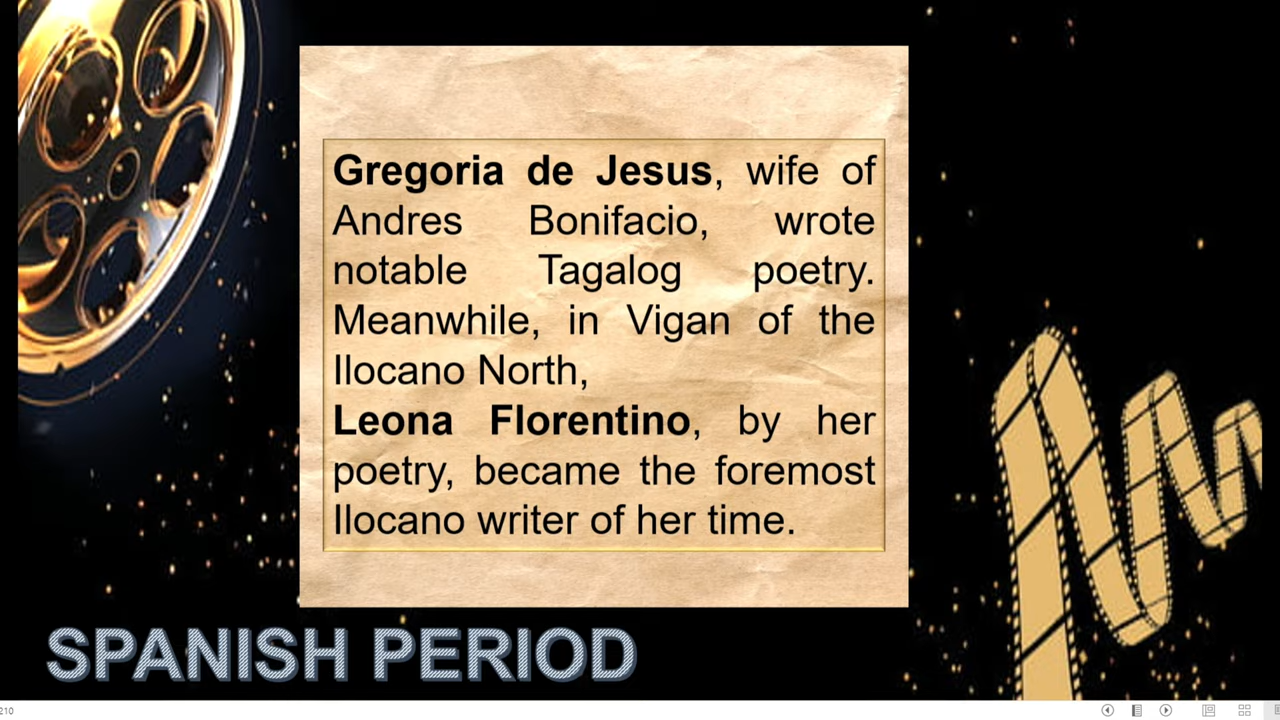 Gregoria de Jesus, wife of
Andres Bonifacio, wrote
notable Tagalog poetry.
Meanwhile, in Vigan of the
Ilocano North,
Leona Florentino, by her
poetry, became the foremost
Ilocano writer of her time.
SPANISH PERIOD
210